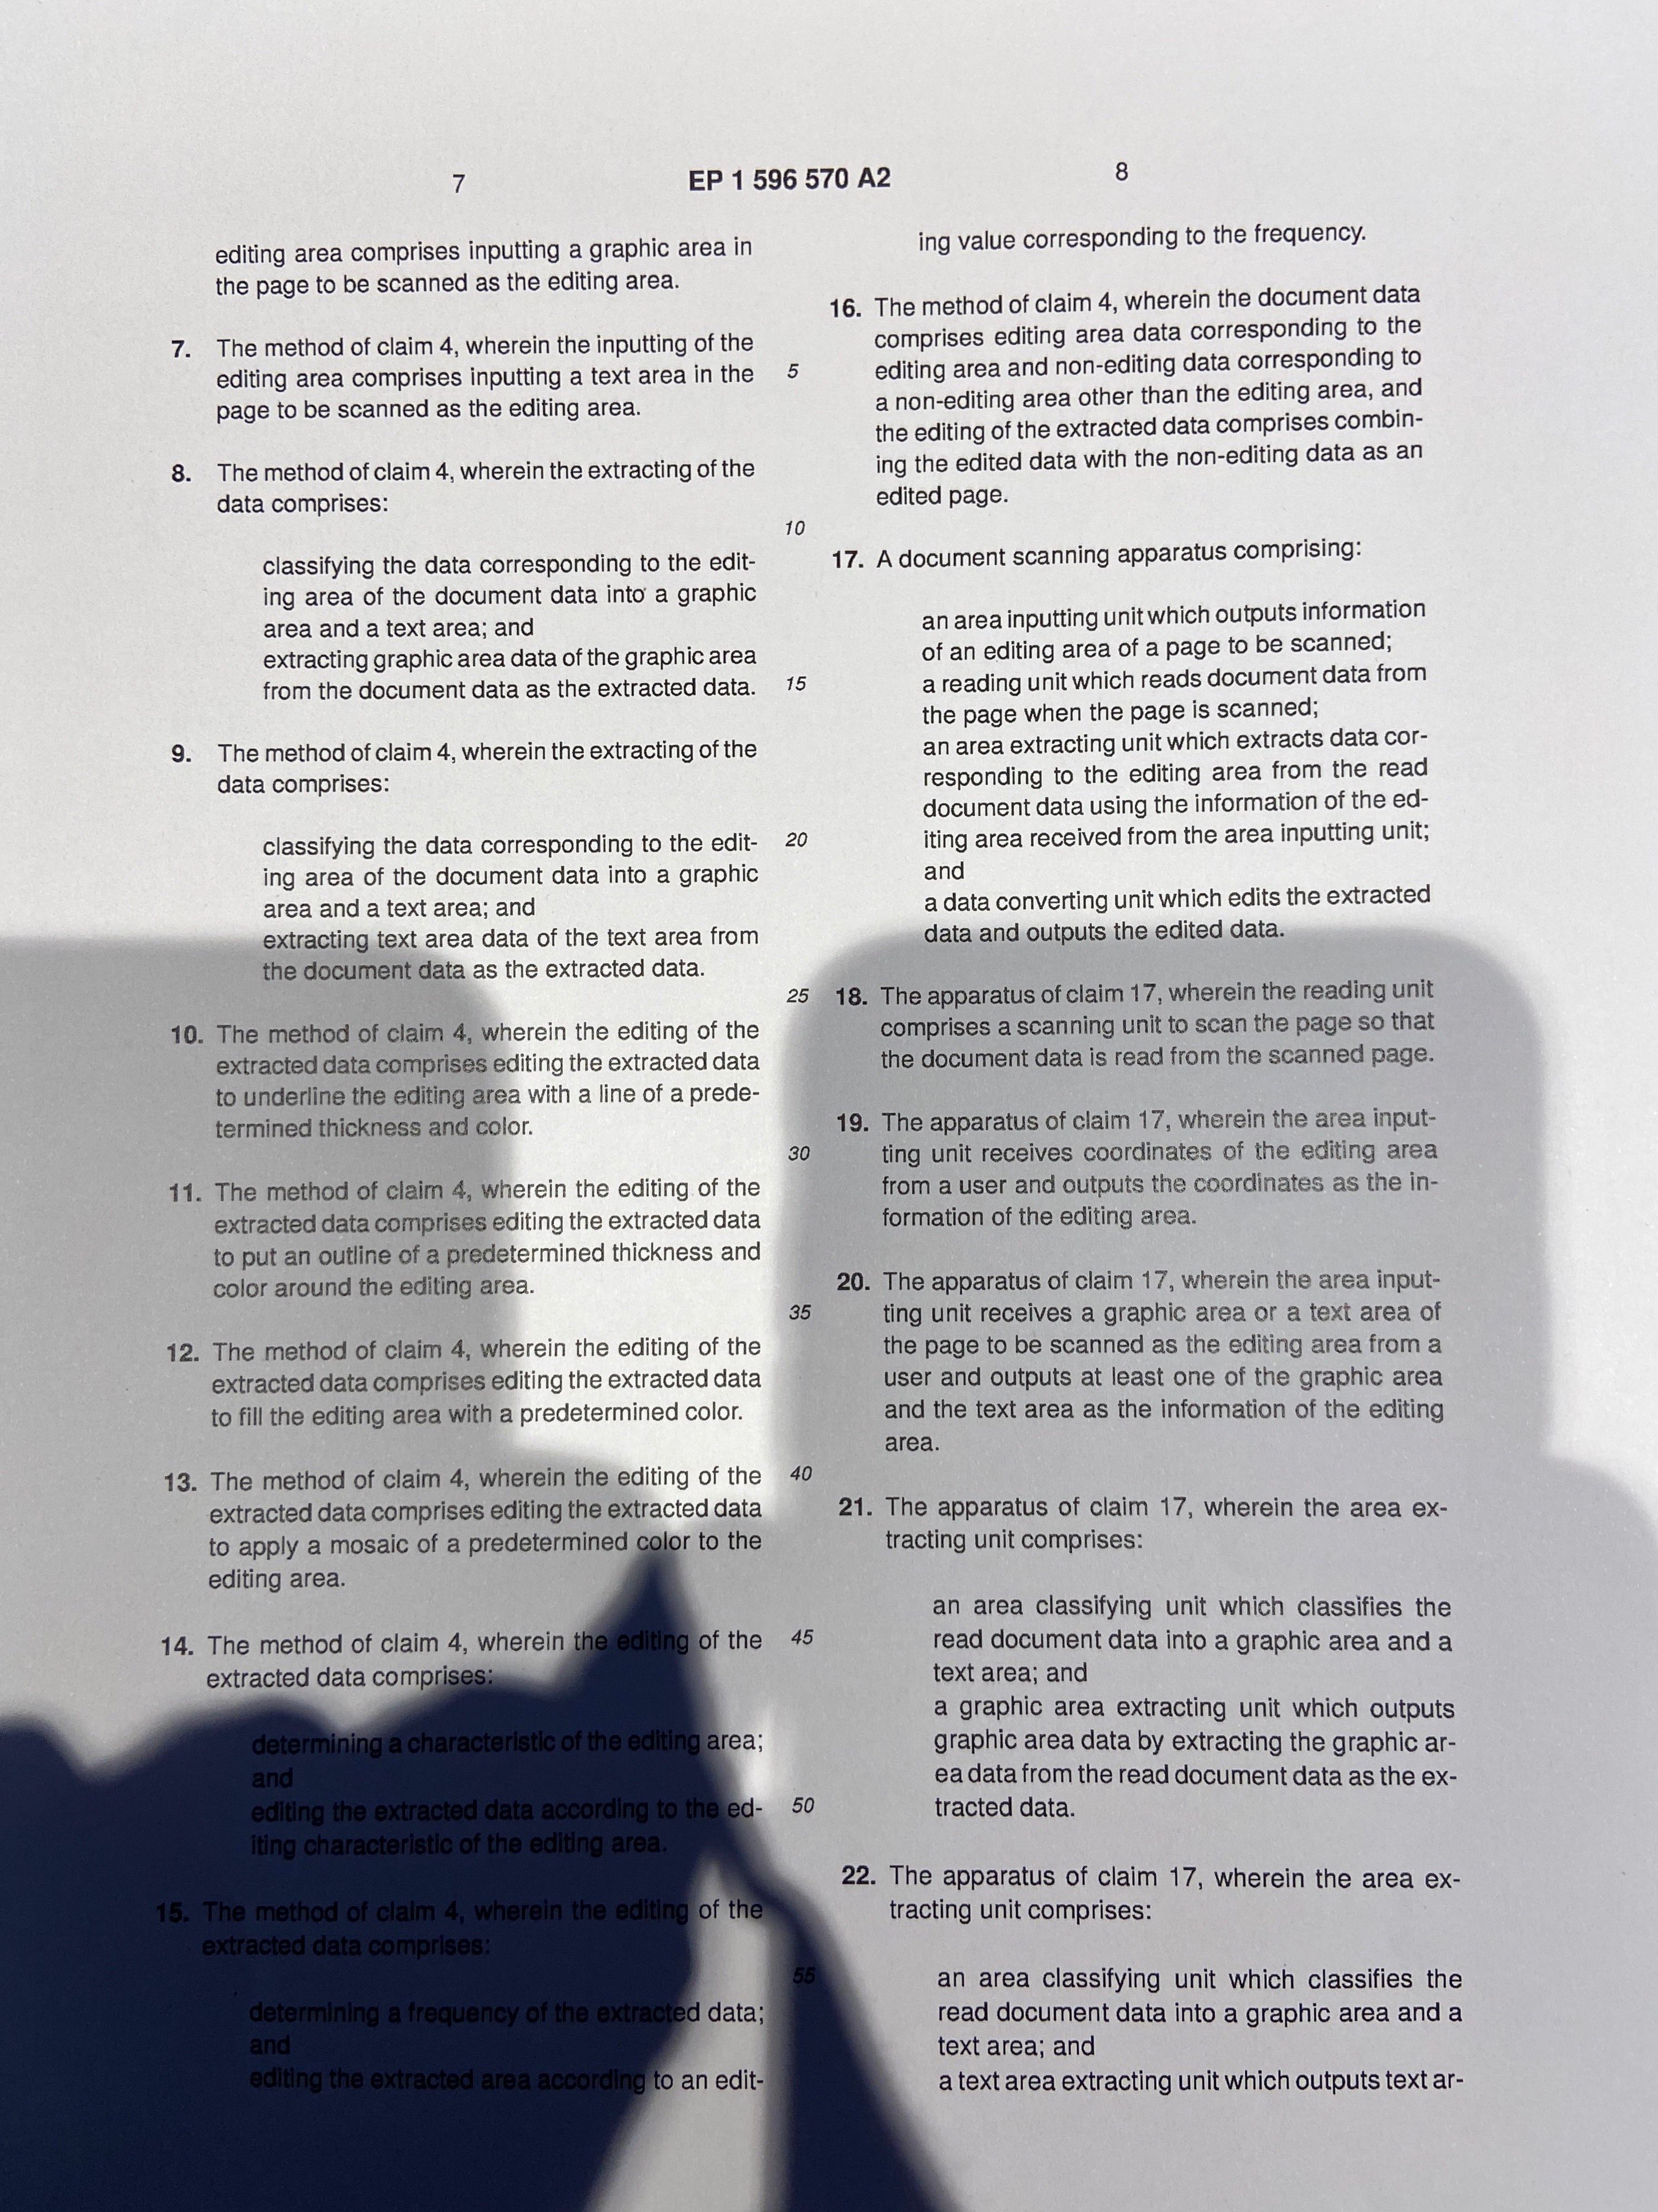 7
EP 1 596 570 A2
8
editing area comprises inputting a graphic area in
the page to be scanned as the editing area.
7. The method of claim 4, wherein the inputting of the
editing area comprises inputting a text area in the
page to be scanned as the editing area.
8. The method of claim 4, wherein the extracting of the
data comprises:
classifying the data corresponding to the edit-
ing area of the document data into a graphic
area and a text area; and
extracting graphic area data of the graphic area
from the document data as the extracted data.
9. The method of claim 4, wherein the extracting of the
data comprises:
classifying the data corresponding to the edit-
ing area of the document data into a graphic
area and a text area; and
extracting text area data of the text area from
the document data as the extracted data.
10. The method of claim 4, wherein the editing of the
extracted data comprises editing the extracted data
to underline the editing area with a line of a prede-
termined thickness and color.
11. The method of claim 4, wherein the editing of the
extracted data comprises editing the extracted data
to put an outline of a predetermined thickness and
color around the editing area.
12. The method of claim 4, wherein the editing of the
extracted data comprises editing the extracted data
to fill the editing area with a predetermined color.
13. The method of claim 4, wherein the editing of the
extracted data comprises editing the extracted data
to apply a mosaic of a predetermined color to the
editing area.
14. The method of claim 4, wherein the editing of the
extracted data comprises:
determining a characteristic of the editing area;
and
editing the extracted data according to the ed-
iting characteristic of the editing area.
15. The method of claim 4, wherein the editing of the
extracted data comprises:
determining a frequency of the extracted data;
and
editing the extracted area according to an edit-
5
10
15
20
25
30
35
40
45
50
55
ing value corresponding to the frequency.
16. The method of claim 4, wherein the document data
comprises editing area data corresponding to the
editing area and non-editing data corresponding to
a non-editing area other than the editing area, and
the editing of the extracted data comprises combin-
ing the edited data with the non-editing data as an
edited page.
17. A document scanning apparatus comprising:
an area inputting unit which outputs information
of an editing area of a page to be scanned;
a reading unit which reads document data from
the page when the page is scanned;
an area extracting unit which extracts data cor-
responding to the editing area from the read
document data using the information of the ed-
iting area received from the area inputting unit;
and
a data converting unit which edits the extracted
data and outputs the edited data.
18. The apparatus of claim 17, wherein the reading unit
comprises a scanning unit to scan the page so that
the document data is read from the scanned page.
19. The apparatus of claim 17, wherein the area input-
ting unit receives coordinates of the editing area
from a user and outputs the coordinates as the in-
formation of the editing area.
20. The apparatus of claim 17, wherein the area input-
ting unit receives a graphic area or a text area of
the page to be scanned as the editing area from a
user and outputs at least one of the graphic area
and the text area as the information of the editing
area.
21. The apparatus of claim 17, wherein the area ex-
tracting unit comprises:
an area classifying unit which classifies the
read document data into a graphic area and a
text area; and
a graphic area extracting unit which outputs
graphic area data by extracting the graphic ar-
ea data from the read document data as the ex-
tracted data.
22. The apparatus of claim 17, wherein the area ex-
tracting unit comprises:
an area classifying unit which classifies the
read document data into a graphic area and a
text area; and
a text area extracting unit which outputs text ar-